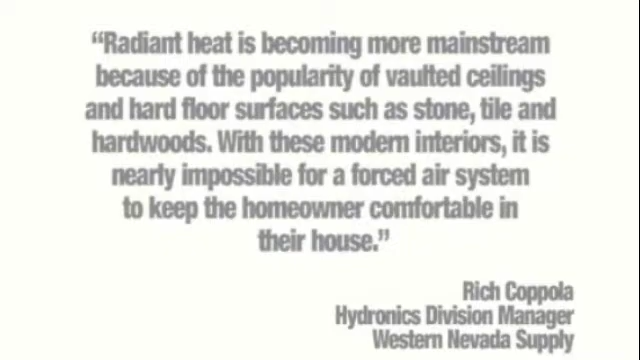 “Radiant heat is becoming more mainstream
because of the popularity of vaulted ceilings
and hard floor surfaces such as stone, tile and
hardwoods. With these modern interiors, it is
nearly impossible for a forced air system
to keep the homeowner comfortable in
their house.”
Rich Coppola
Hydronics Division Manager
Western Nevada Supply